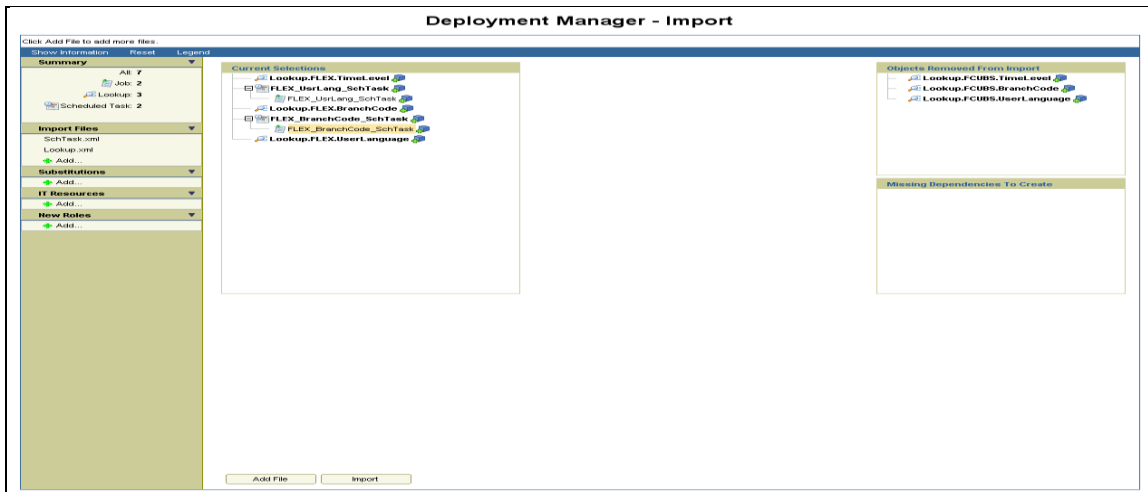 Deployment Manager - Import
Click Add File to add more files.
Show Information Reset Legend
Summary
All: 7
Job: 2
Lookup: 3
Scheduled Task: 2
Import Files
SchTask.xml
Lookup.xml
Add...
Substitutions
Add...
IT Resources
Add...
New Roles
Add...
Current Selections
Lookup.FLEX.TimeLevel
FLEX_UsrLang_SchTask
FLEX_UsrLang_SchTask
Lookup.FLEX.BranchCode
FLEX_BranchCode_SchTask
FLEX_BranchCode_SchTask
Lookup.FLEX.UserLanguage
Objects Removed From Import
Lookup.FCUBS.TimeLevel
Lookup.FCUBS.BranchCode
Lookup.FCUBS.UserLanguage
Missing Dependencies To Create
Add File Import